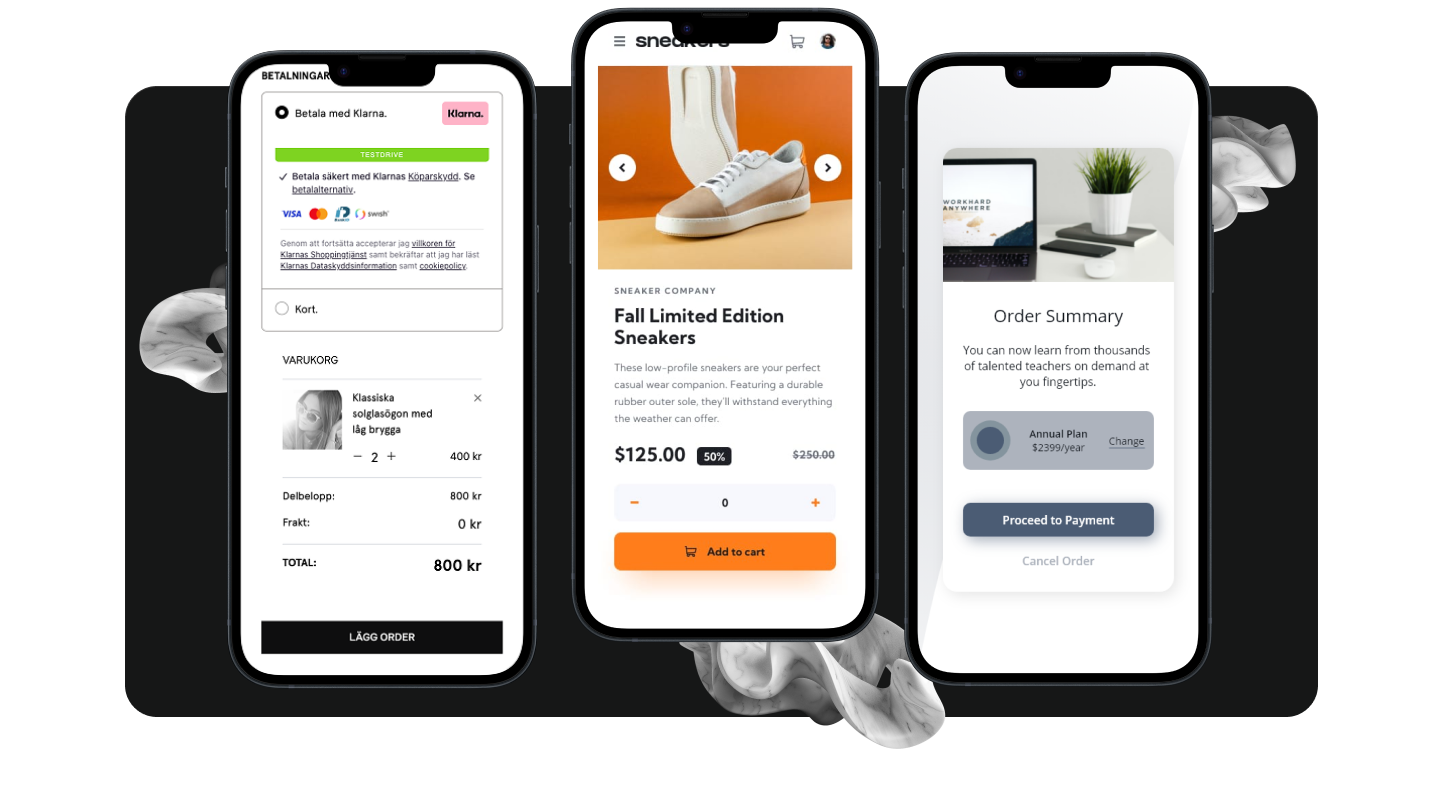 BETALNINGAR
Betala med Klarna.
Klarna.
TESTDRIVE
Betala säkert med Klarnas Köparskydd. Se
betalalternativ.
VISA
swish
Genom att fortsätta accepterar jag villkoren för
Klarnas Shoppingtjänst samt bekräftar att jag har läst
Klarnas Dataskyddsinformation samt cookiepolicy.
Kort.
VARUKORG
Klassiska
solglasögon med
låg brygga
− 2 +
400 kr
Delbelopp:
800 kr
Frakt:
0 kr
TOTAL:
800 kr
LÄGG ORDER
sneakers
SNEAKER COMPANY
Fall Limited Edition
Sneakers
These low-profile sneakers are your perfect
casual wear companion. Featuring a durable
rubber outer sole, they'll withstand everything
the weather can offer.
$125.00 50% $250.00
− 0 +
Add to cart
WORKHARD
ANYWHERE
Order Summary
You can now learn from thousands
of talented teachers on demand at
you fingertips.
Annual Plan
$2399/year
Change
Proceed to Payment
Cancel Order